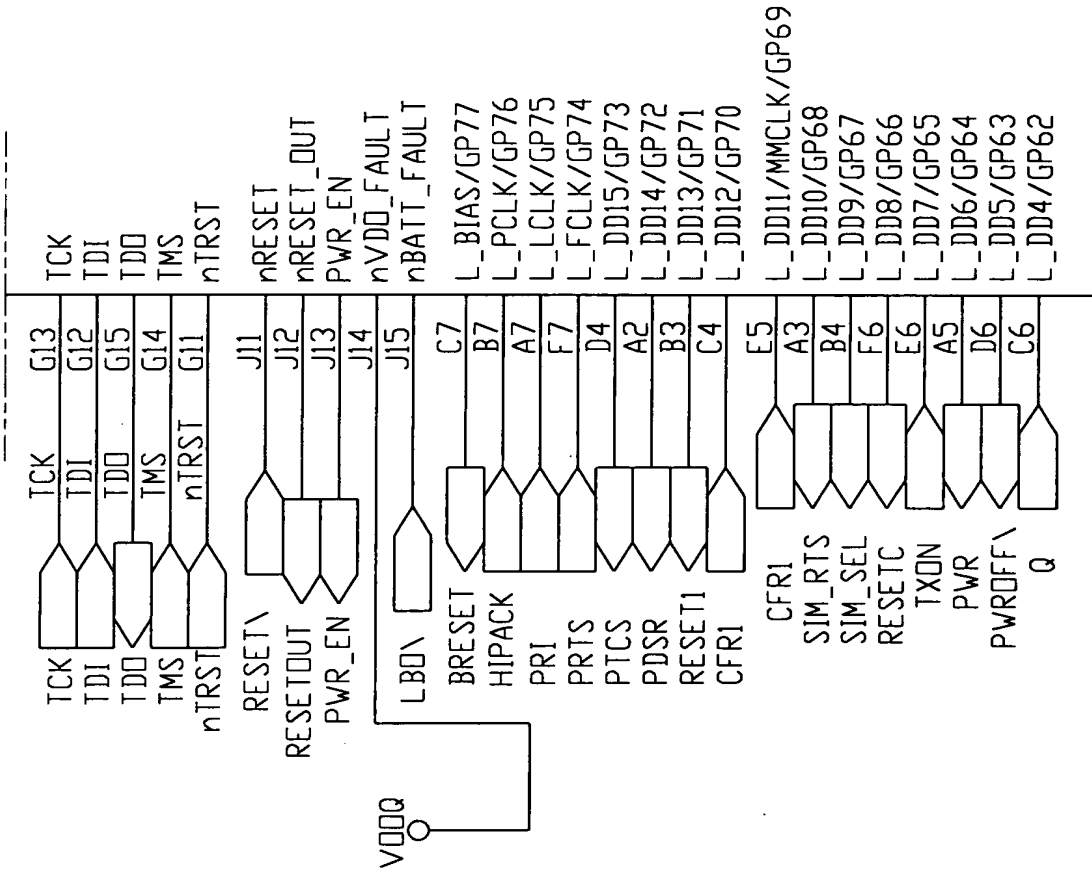 TCK TCK G13 TCK
TDI TDI G12 TDI
TDO TDO G15 TDO
TMS TMS G14 TMS
nTRST nTRST G11 nTRST
RESET\ J11 nRESET
RESETOUT J12 nRESET_OUT
PWR_EN J13 PWR_EN
VDDQ J14 nVDD_FAULT
LBO\ J15 nBATT_FAULT
BRESET C7 L_BIAS/GP77
HIPACK B7 L_PCLK/GP76
PRI A7 L_LCLK/GP75
PRTS F7 L_FCLK/GP74
PTCS D4 L_DD15/GP73
PDSR A2 L_DD14/GP72
RESET1 B3 L_DD13/GP71
CFR1 C4 L_DD12/GP70
CFR1 E5 L_DD11/MMCLK/GP69
SIM_RTS A3 L_DD10/GP68
SIM_SEL B4 L_DD9/GP67
RESETC F6 L_DD8/GP66
TXON E6 L_DD7/GP65
PWR A5 L_DD6/GP64
PWROFF\ D6 L_DD5/GP63
Q C6 L_DD4/GP62